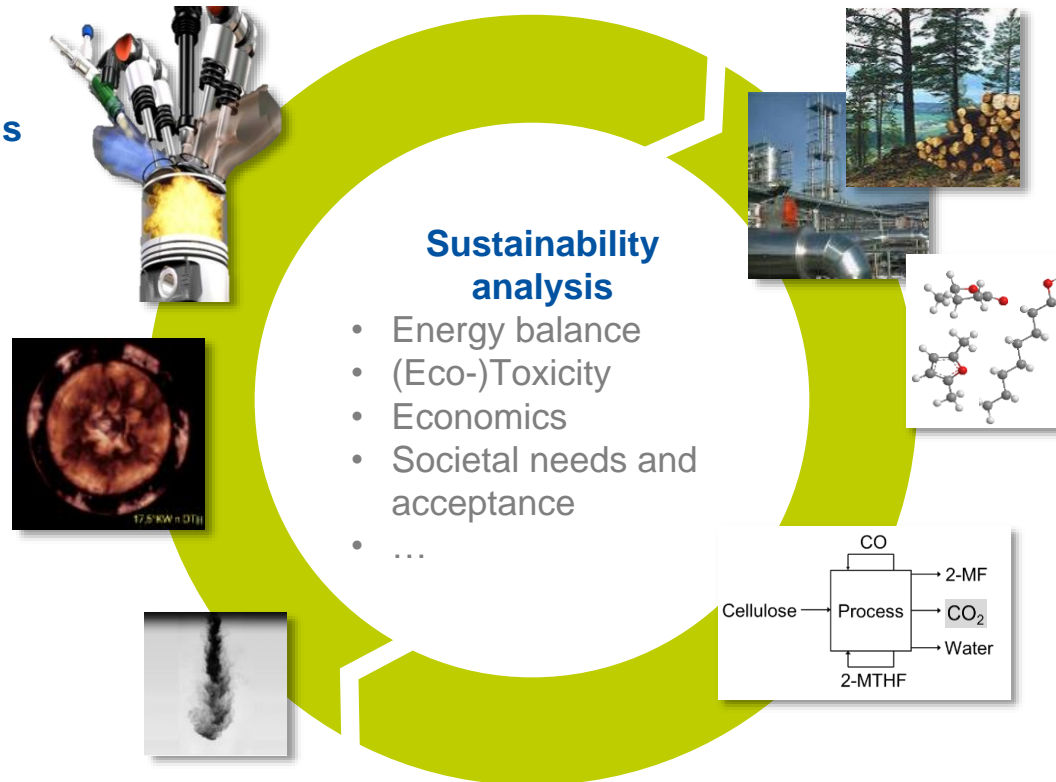 s
Sustainability
analysis
• Energy balance
• (Eco-)Toxicity
• Economics
• Societal needs and
acceptance
• …
CO
2-MF
Cellulose
Process
CO₂
Water
2-MTHF